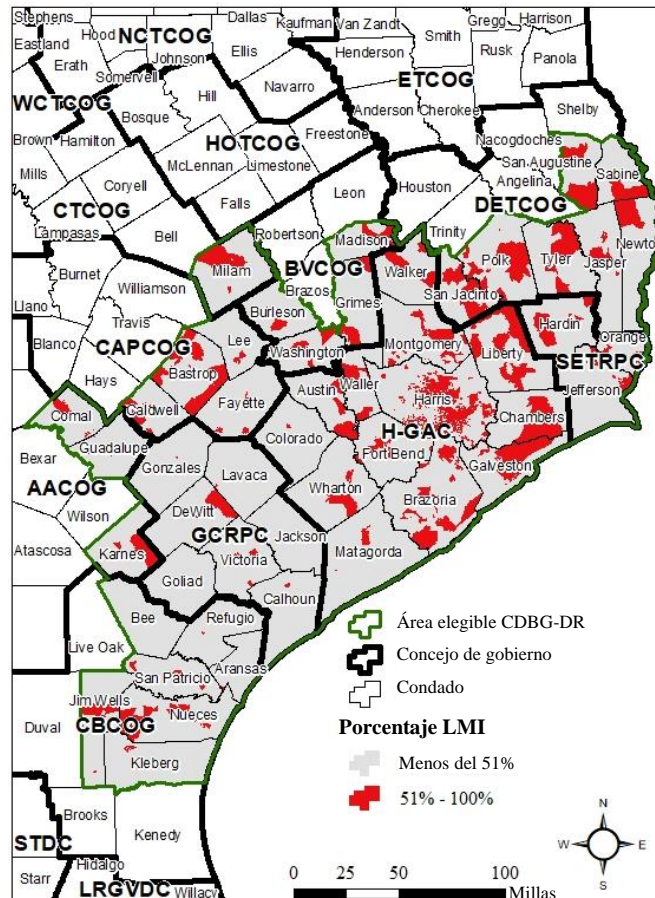 Stephens
Hood
NCTCOG
Dallas
Kaufman
Van Zandt
Gregg
Harrison
Eastland
Erath
Johnson
Ellis
Henderson
Smith
Rusk
Panola
Somervell
Hill
Navarro
ETCOG
WCTCOG
Bosque
Anderson
Cherokee
Shelby
Brown
Hamilton
HOTCOG
Freestone
Nacogdoches
McLennan
Limestone
San Augustine
Mills
Coryell
Leon
Houston
Angelina
Sabine
CTCOG
Falls
DETCOG
Lampasas
Bell
Robertson
Madison
Trinity
Newton
Burnet
Milam
BVCOG
Walker
Polk
Tyler
Jasper
Williamson
Brazos
Grimes
San Jacinto
Llano
Burleson
Hardin
Travis
Lee
Washington
Montgomery
Liberty
Orange
Blanco
CAPCOG
Bastrop
SETRPC
Hays
Austin
Waller
Harris
Jefferson
Comal
Caldwell
Fayette
Chambers
Guadalupe
Colorado
H-GAC
Bexar
Gonzales
Lavaca
Fort Bend
Galveston
AACOG
Wharton
Wilson
DeWitt
Brazoria
GCRPC
Jackson
Atascosa
Karnes
Victoria
Matagorda
Goliad
Calhoun
Bee
Refugio
Live Oak
Aransas
San Patricio
Jim Wells
Nueces
Duval
CBCOG
Kleberg
Brooks
Kenedy
STDC
Hidalgo
Starr
LRGVDC
Willacy
Área elegible CDBG-DR
Concejo de gobierno
Condado
Porcentaje LMI
Menos del 51%
51% - 100%
N
W
E
S
0 25 50 100
Millas